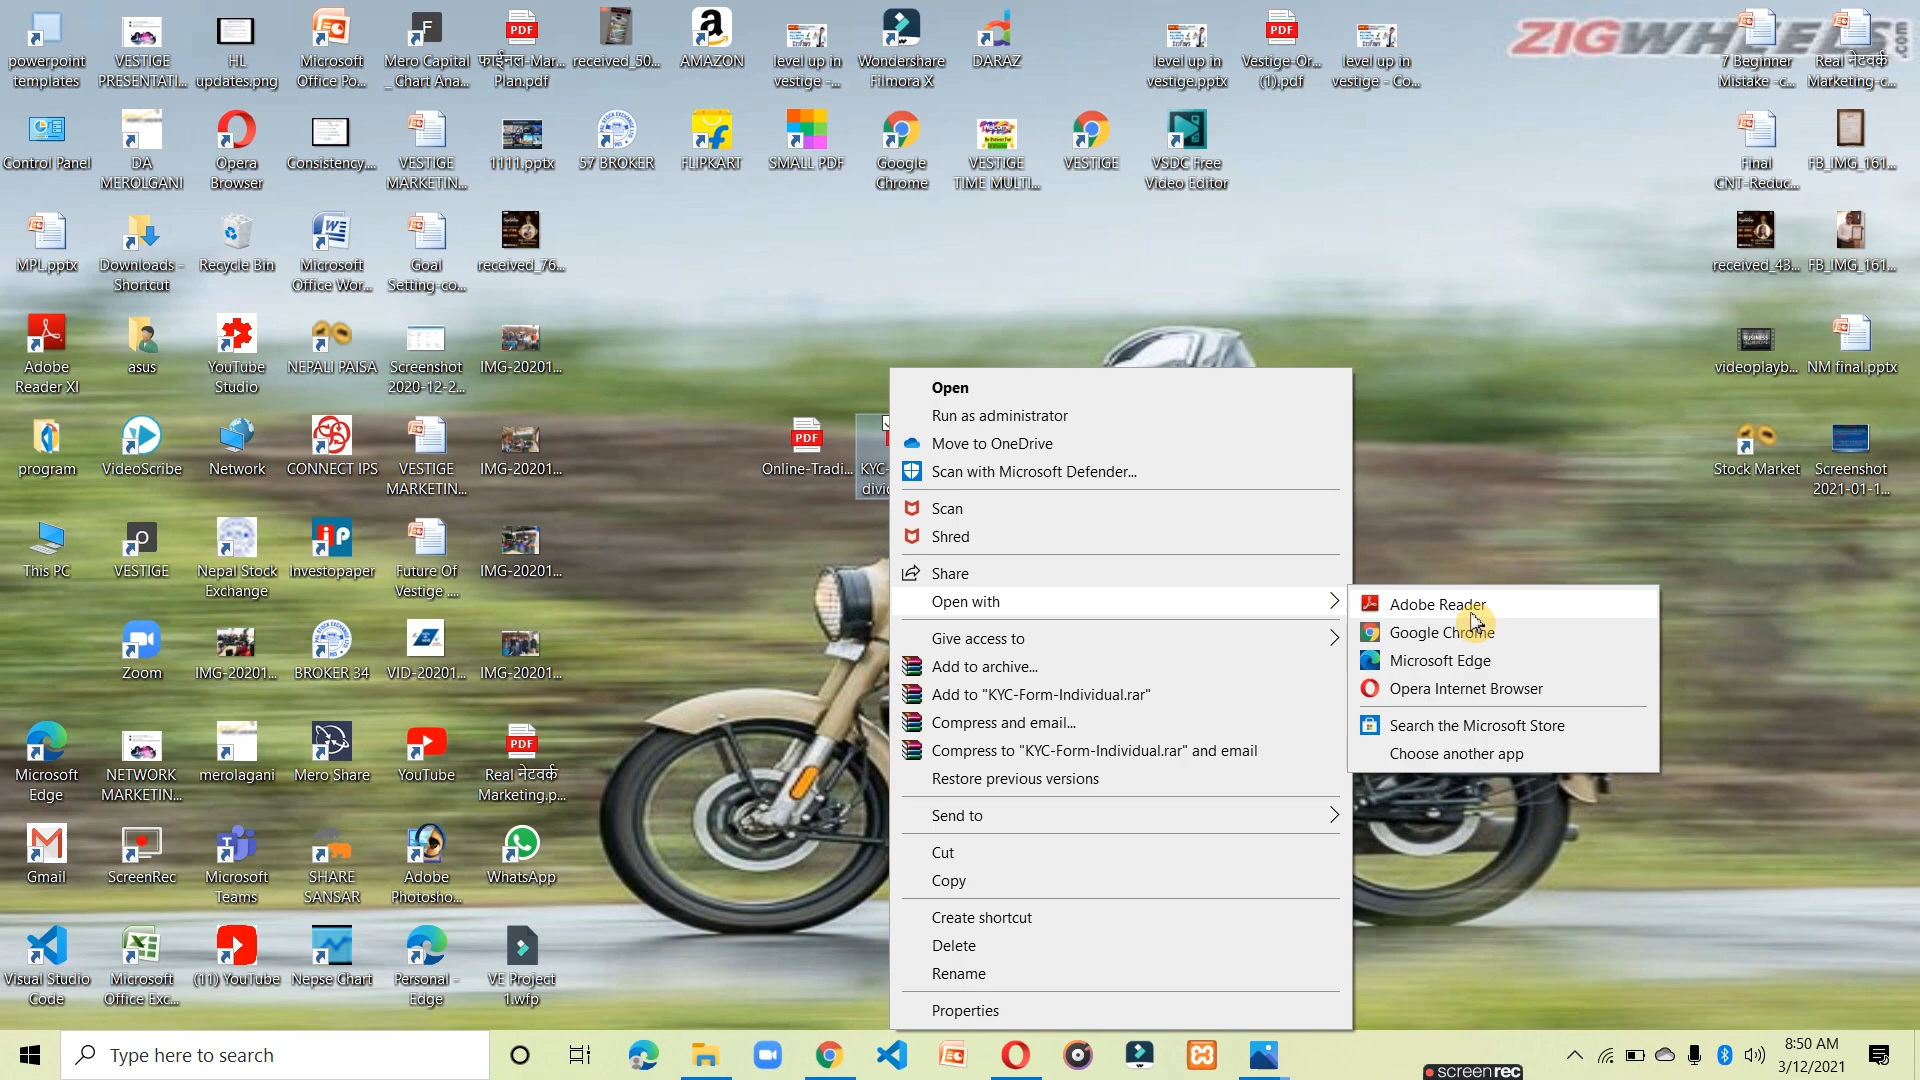 powerpoint
templates
VESTIGE
PRESENTATI...
HL
updates.png
Microsoft
Office Po...
Mero Capital
_ Chart Ana...
फाईनल-Mar...
Plan.pdf
received_50...
AMAZON
level up in
vestige -...
Wondershare
Filmora X
DARAZ
level up in
vestige.pptx
Vestige-Or...
(1).pdf
level up in
vestige - Co...
ZIGWHEELS.com
7 Beginner
Mistake -c...
Real नेटवर्क
Marketing-c...
Control Panel
DA
MEROLGANI
Opera
Browser
Consistency....
VESTIGE
MARKETIN...
1111.pptx
57 BROKER
FLIPKART
SMALL PDF
Google
Chrome
VESTIGE
TIME MULTI...
VESTIGE
VSDC Free
Video Editor
Final
CNT-Reduc...
FB_IMG_161...
MPL.pptx
Downloads -
Shortcut
Recycle Bin
Microsoft
Office Wor...
Goal
Setting-co...
received_76...
received_43...
FB_IMG_161...
Adobe
Reader XI
asus
YouTube
Studio
NEPALI PAISA
Screenshot
2020-12-2...
IMG-20201...
videoplayb...
NM final.pptx
program
VideoScribe
Network
CONNECT IPS
VESTIGE
MARKETIN...
IMG-20201...
PDF
Online-Tradi...
KYC-
divid
Stock Market
Screenshot
2021-01-1...
This PC
VESTIGE
Nepal Stock
Exchange
Investopaper
Future Of
Vestige ....
IMG-20201...
Zoom
IMG-20201...
BROKER 34
VID-20201...
IMG-20201...
Microsoft
Edge
NETWORK
MARKETIN...
merolagani
Mero Share
YouTube
Real नेटवर्क
Marketing.p...
Gmail
ScreenRec
Microsoft
Teams
SHARE
SANSAR
Adobe
Photosho...
WhatsApp
Visual Studio
Code
Microsoft
Office Exc...
(11) YouTube
Nepse Chart
Personal -
Edge
VE Project
1.wfp
Open
Run as administrator
Move to OneDrive
Scan with Microsoft Defender...
Scan
Shred
Share
Open with
Give access to
Add to archive...
Add to "KYC-Form-Individual.rar"
Compress and email...
Compress to "KYC-Form-Individual.rar" and email
Restore previous versions
Send to
Cut
Copy
Create shortcut
Delete
Rename
Properties
Adobe Reader
Google Chrome
Microsoft Edge
Opera Internet Browser
Search the Microsoft Store
Choose another app
Type here to search
screenrec
8:50 AM
3/12/2021